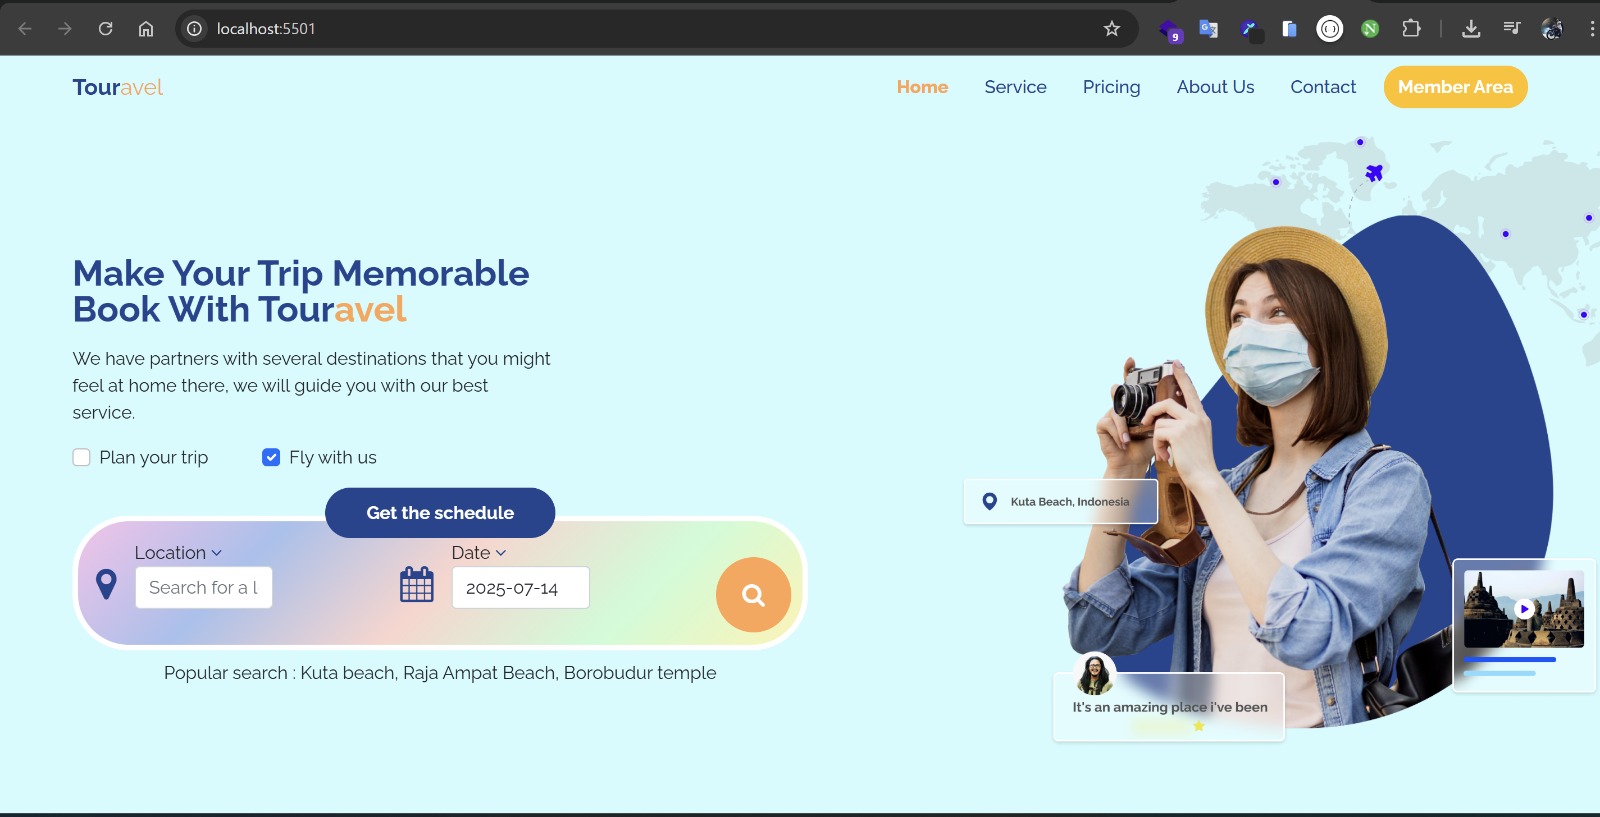 localhost:5501
9
Touravel
Home Service Pricing About Us Contact Member Area
Make Your Trip Memorable
Book With Touravel
We have partners with several destinations that you might
feel at home there, we will guide you with our best
service.
Plan your trip Fly with us
Get the schedule
Location Date
Search for a l 2025-07-14
Popular search : Kuta beach, Raja Ampat Beach, Borobudur temple
Kuta Beach, Indonesia
It's an amazing place i've been